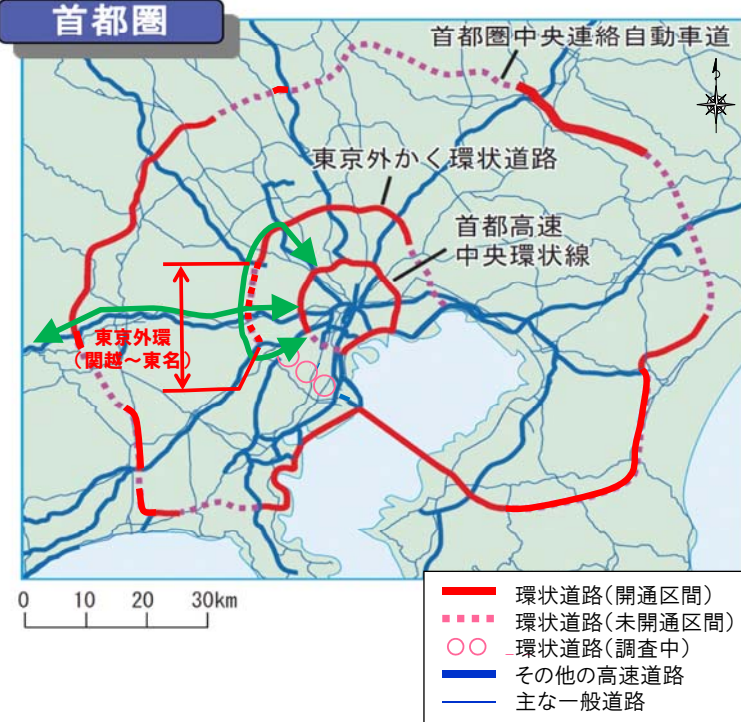 首都圏
首都圏中央連絡自動車道
東京外かく環状道路
首都高速
中央環状線
東京外環
(関越～東名)
0 10 20 30km
環状道路(開通区間)
環状道路(未開通区間)
環状道路(調査中)
その他の高速道路
主な一般道路